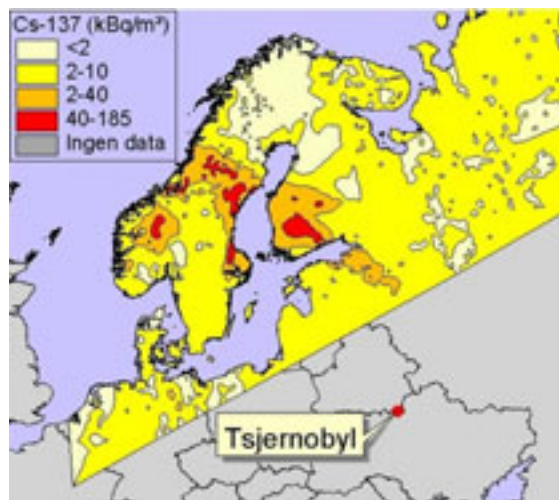 Cs-137 (kBq/m²)
<2
2-10
2-40
40-185
Ingen data
Tsjernobyl